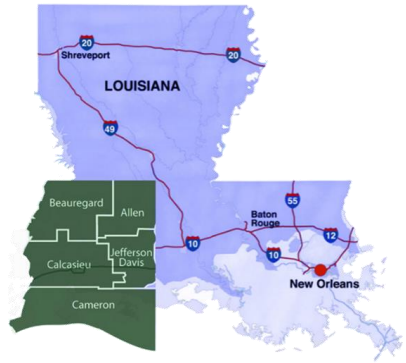 20
20
Shreveport
LOUISIANA
49
Beauregard
Allen
55
Baton
Rouge
12
Jefferson
Davis
10
10
Calcasieu
New Orleans
Cameron